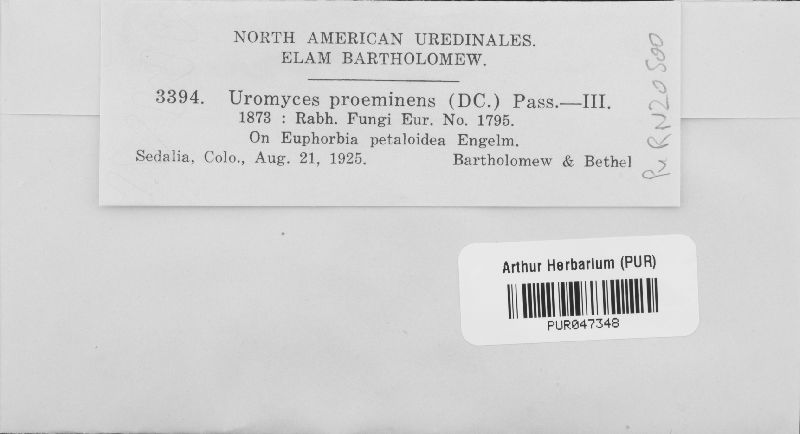 NORTH AMERICAN UREDINALES.
ELAM BARTHOLOMEW.
3394. Uromyces proeminens (DC.) Pass.—III.
1873 : Rabh. Fungi Eur. No. 1795.
On Euphorbia petaloidea Engelm.
Sedalia, Colo., Aug. 21, 1925. Bartholomew & Bethel
PURN20500
Arthur Herbarium (PUR)
PUR047348